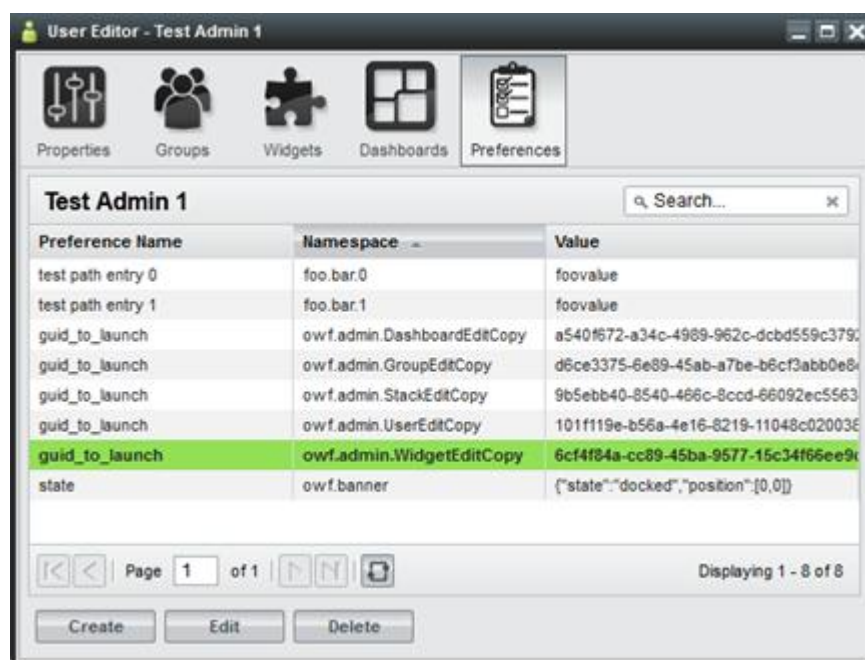 User Editor - Test Admin 1
Properties Groups Widgets Dashboards Preferences
Test Admin 1 Search...
Preference Name Namespace Value
test path entry 0 foo.bar.0 foovalue
test path entry 1 foo.bar.1 foovalue
guid_to_launch owf.admin.DashboardEditCopy a540f672-a34c-4989-962c-dcbd559c379
guid_to_launch owf.admin.GroupEditCopy d6ce3375-6e89-45ab-a7be-b6cf3abb0e8
guid_to_launch owf.admin.StackEditCopy 9b5ebb40-8540-466c-8ccd-66092ec5563
guid_to_launch owf.admin.UserEditCopy 101f119e-b56a-4e16-8219-11048c020038
guid_to_launch owf.admin.WidgetEditCopy 6cf4f84a-cc89-45ba-9577-15c34f66ee9
state owf.banner {"state":"docked","position":[0,0]}
Page 1 of 1 Displaying 1 - 8 of 8
Create Edit Delete